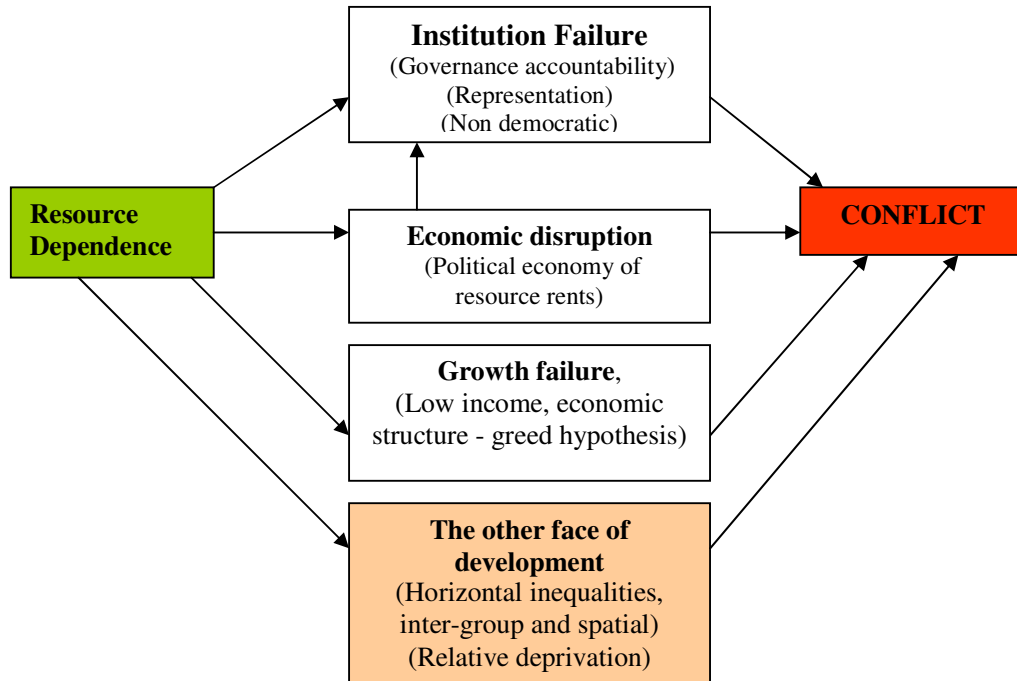 Institution Failure
(Governance accountability)
(Representation)
(Non democratic)
Resource
Dependence
Economic disruption
(Political economy of
resource rents)
CONFLICT
Growth failure,
(Low income, economic
structure - greed hypothesis)
The other face of
development
(Horizontal inequalities,
inter-group and spatial)
(Relative deprivation)